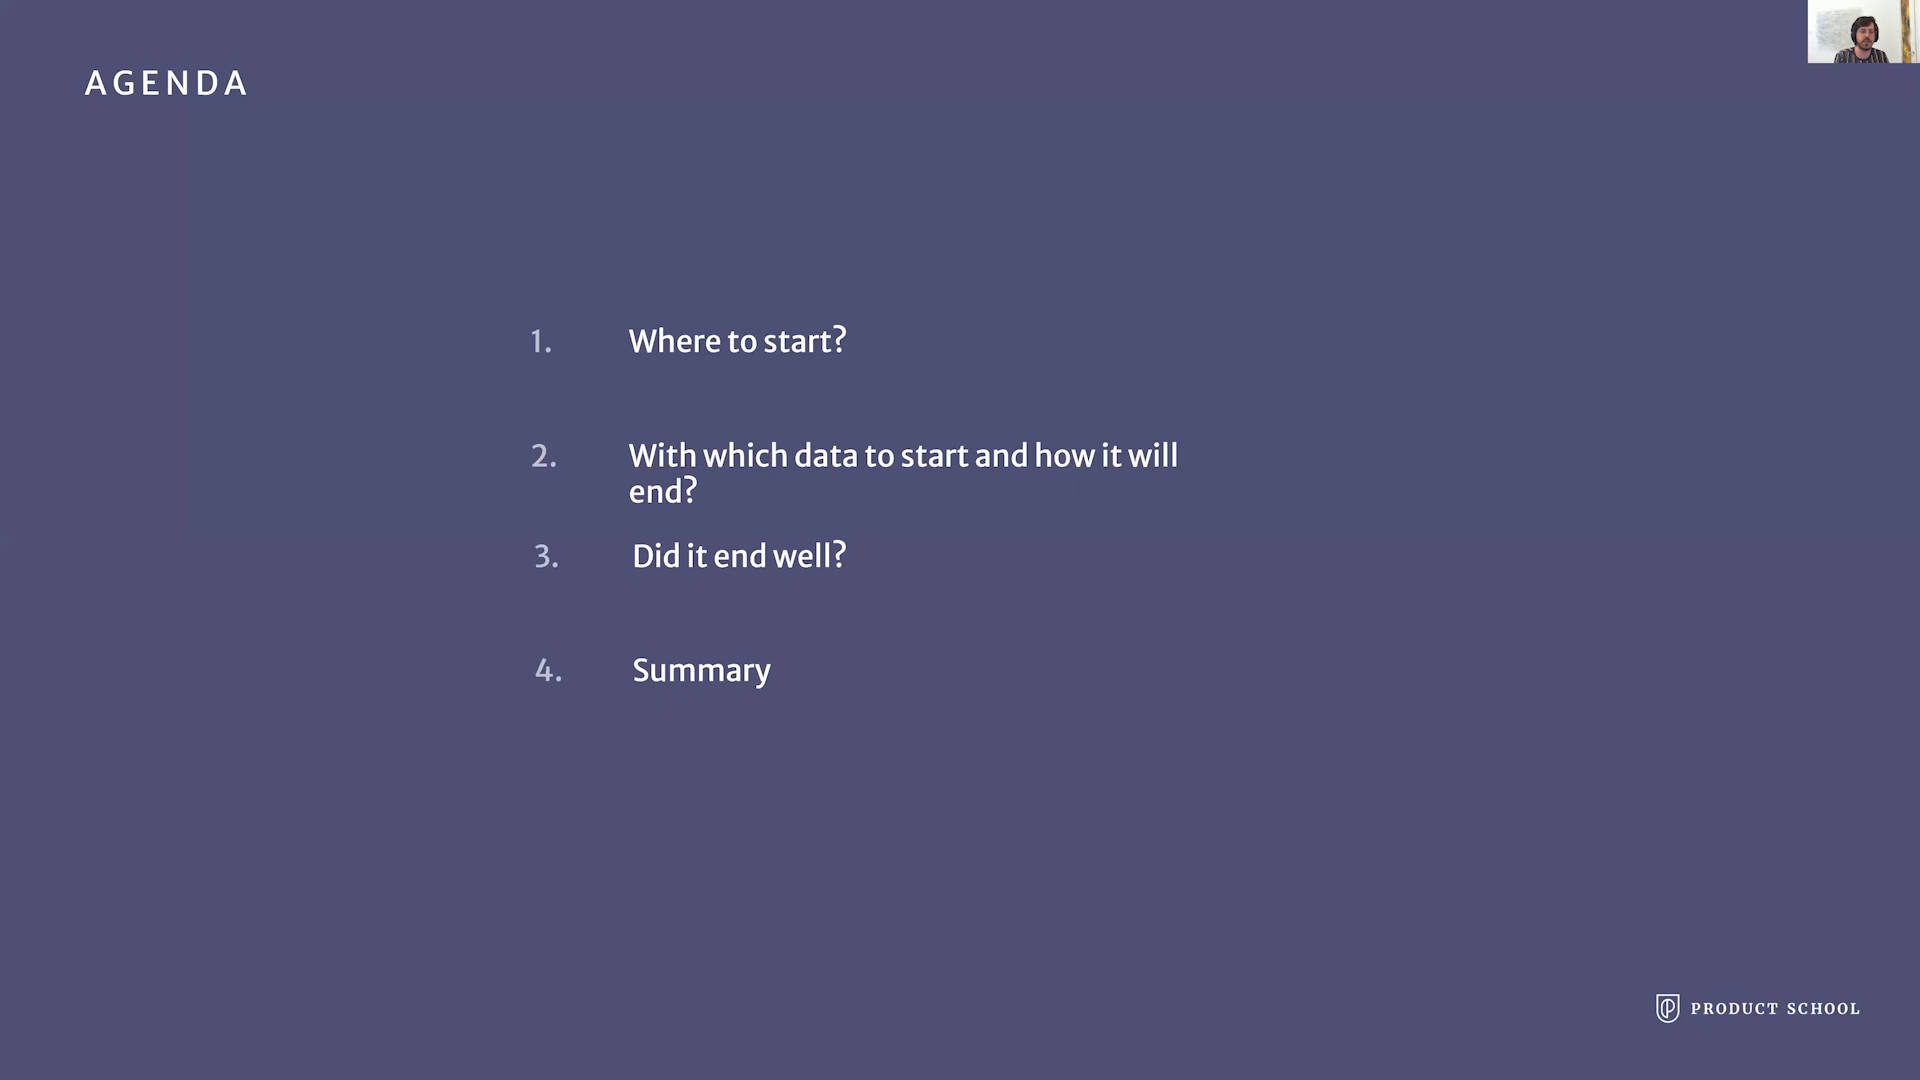 AGENDA
1. Where to start?
2. With which data to start and how it will
end?
3. Did it end well?
4. Summary
PRODUCT SCHOOL